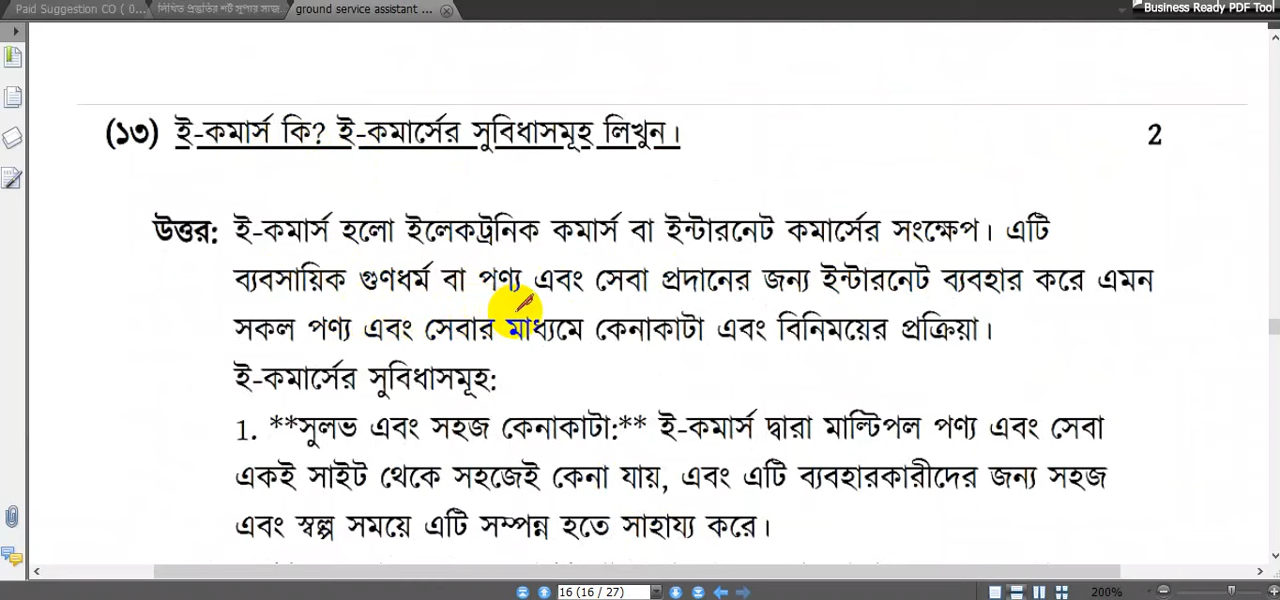 Paid Suggestion CO ( 0...
লিখিত প্রস্তুতির শর্ট সুপার সাজ...
ground service assistant ...
Business Ready PDF Tool
(১৩) ই-কমার্স কি? ই-কমার্সের সুবিধাসমূহ লিখুন। 2
উত্তর: ই-কমার্স হলো ইলেকট্রনিক কমার্স বা ইন্টারনেট কমার্সের সংক্ষেপ। এটি
ব্যবসায়িক গুণধর্ম বা পণ্য এবং সেবা প্রদানের জন্য ইন্টারনেট ব্যবহার করে এমন
সকল পণ্য এবং সেবার মাধ্যমে কেনাকাটা এবং বিনিময়ের প্রক্রিয়া।
ই-কমার্সের সুবিধাসমূহ:
1. **সুলভ এবং সহজ কেনাকাটা:** ই-কমার্স দ্বারা মাল্টিপল পণ্য এবং সেবা
একই সাইট থেকে সহজেই কেনা যায়, এবং এটি ব্যবহারকারীদের জন্য সহজ
এবং স্বল্প সময়ে এটি সম্পন্ন হতে সাহায্য করে।
16 (16 / 27)
200%